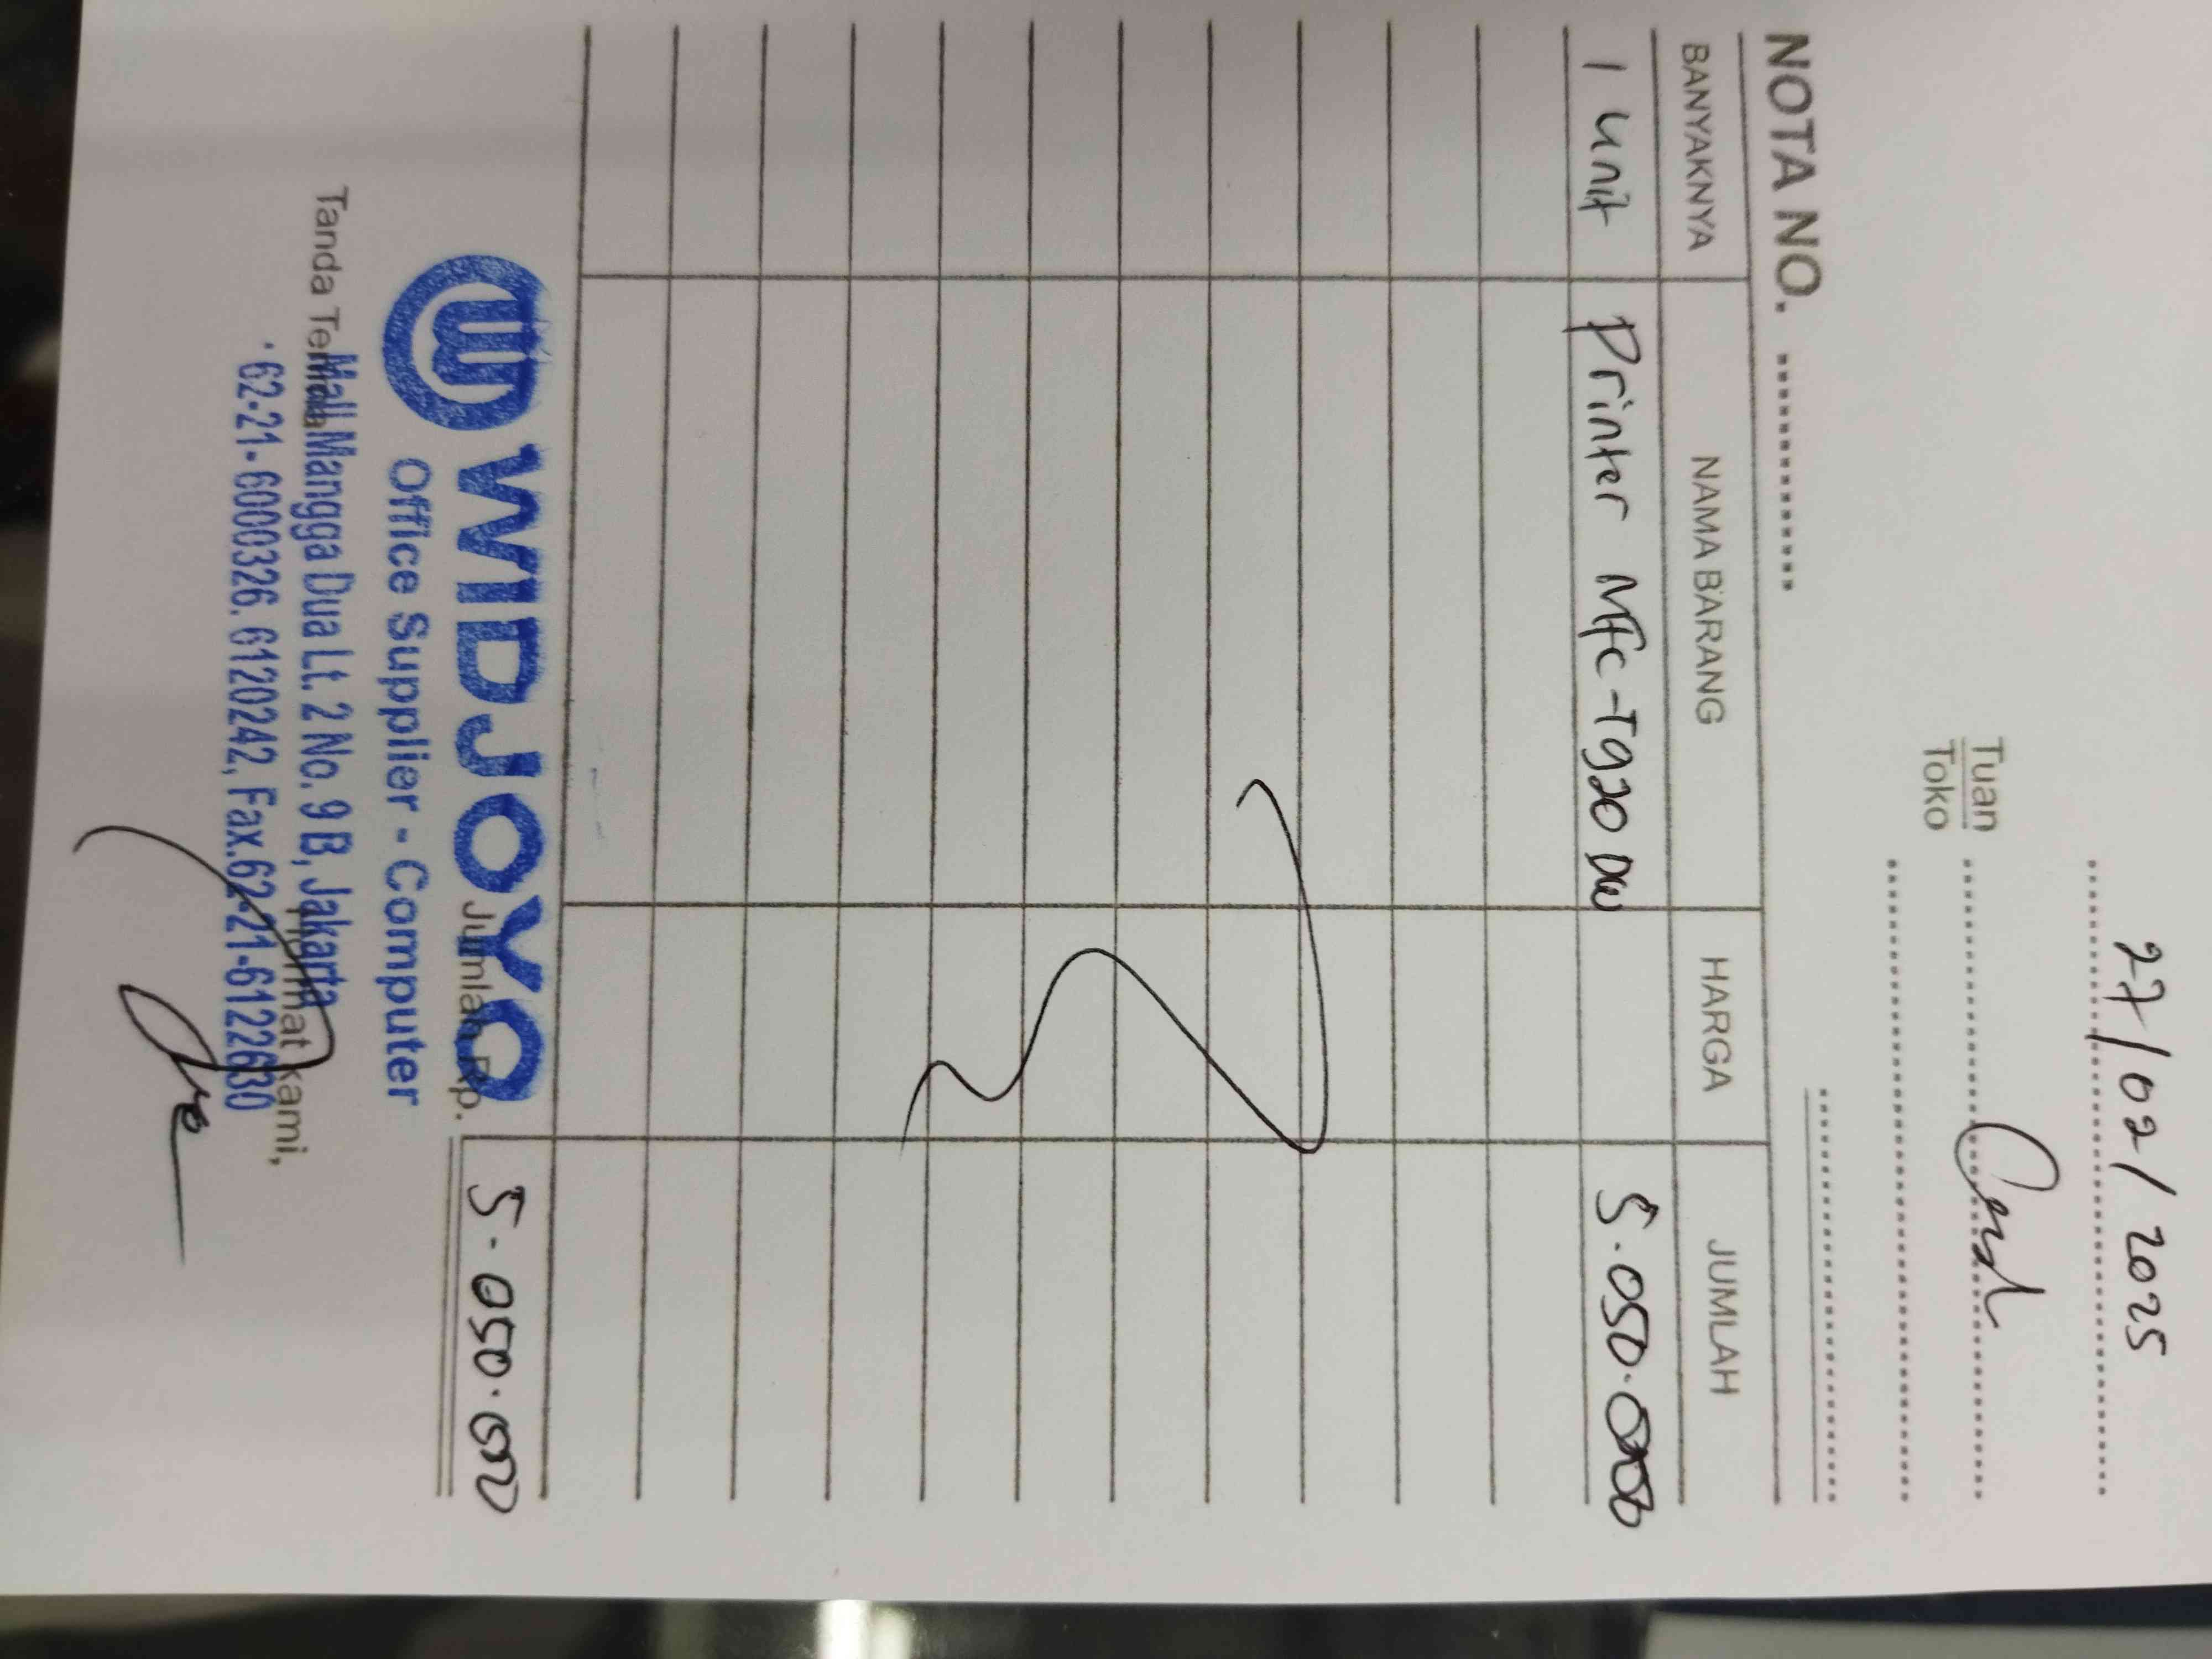 27/02/2025
Tuan
Toko
Cash
NOTA NO.
BANYAKNYA NAMA BARANG HARGA JUMLAH
1 unit Printer Mfc-T920 DW 5.050.000
Jumlah Rp. 5.050.000
WIDJOYO
Office Supplier - Computer
Tanda Terima Hormat kami,
Mall Mangga Dua Lt. 2 No. 9 B, Jakarta
62-21-6000326. 6120242, Fax.62-21-6122630